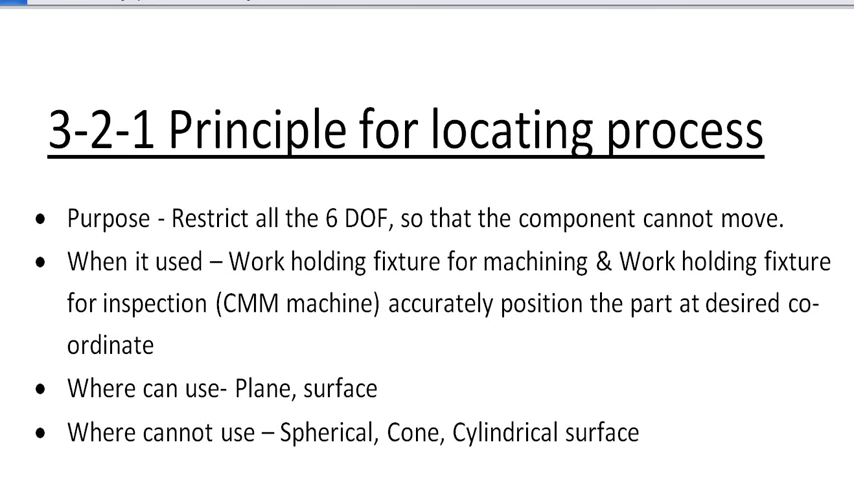 3-2-1 Principle for locating process
• Purpose - Restrict all the 6 DOF, so that the component cannot move.
• When it used – Work holding fixture for machining & Work holding fixture
for inspection (CMM machine) accurately position the part at desired co-
ordinate
• Where can use- Plane, surface
• Where cannot use – Spherical, Cone, Cylindrical surface